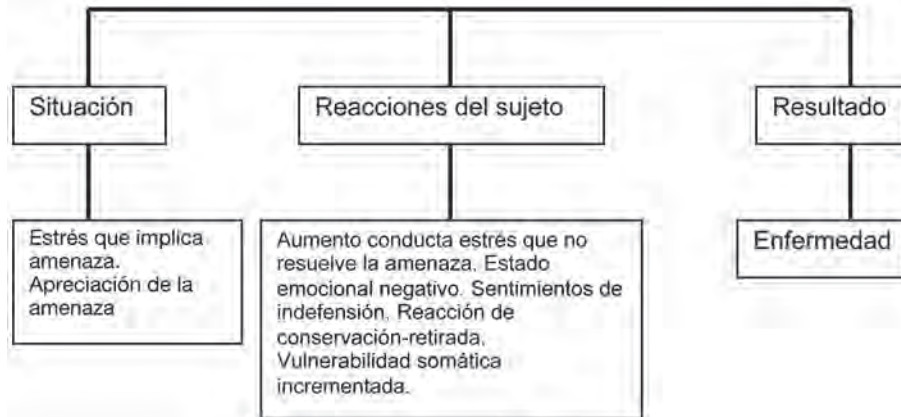 Situación
Reacciones del sujeto
Resultado
Estrés que implica
amenaza.
Apreciación de la
amenaza
Aumento conducta estrés que no
resuelve la amenaza. Estado
emocional negativo. Sentimientos de
indefensión. Reacción de
conservación-retirada.
Vulnerabilidad somática
incrementada.
Enfermedad